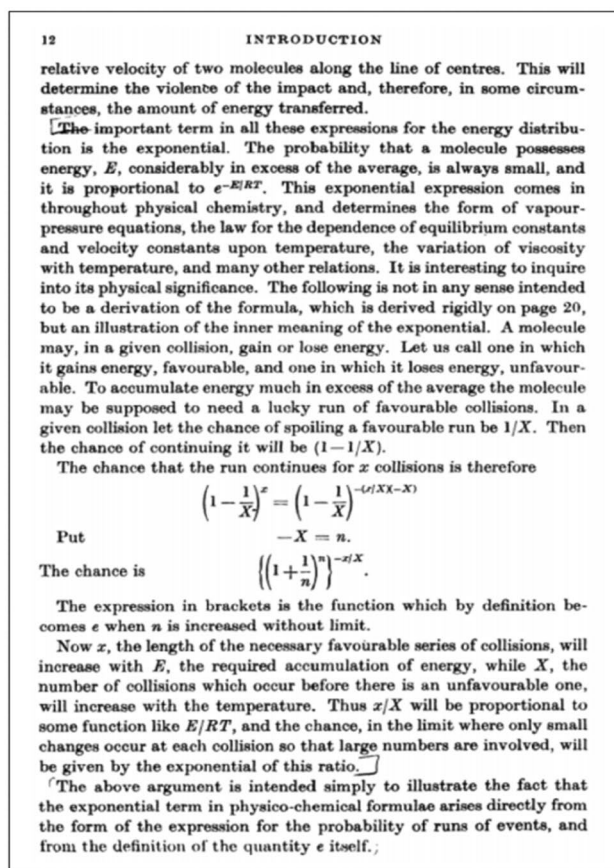 12 INTRODUCTION
relative velocity of two molecules along the line of centres. This will
determine the violence of the impact and, therefore, in some circum-
stances, the amount of energy transferred.
The important term in all these expressions for the energy distribu-
tion is the exponential. The probability that a molecule possesses
energy, E, considerably in excess of the average, is always small, and
it is proportional to e^{-E/RT}. This exponential expression comes in
throughout physical chemistry, and determines the form of vapour-
pressure equations, the law for the dependence of equilibrium constants
and velocity constants upon temperature, the variation of viscosity
with temperature, and many other relations. It is interesting to inquire
into its physical significance. The following is not in any sense intended
to be a derivation of the formula, which is derived rigidly on page 20,
but an illustration of the inner meaning of the exponential. A molecule
may, in a given collision, gain or lose energy. Let us call one in which
it gains energy, favourable, and one in which it loses energy, unfavour-
able. To accumulate energy much in excess of the average the molecule
may be supposed to need a lucky run of favourable collisions. In a
given collision let the chance of spoiling a favourable run be 1/X. Then
the chance of continuing it will be (1−1/X).
The chance that the run continues for x collisions is therefore
(1 − 1/X)^x = (1 − 1/X)^{−(x/X)(−X)}
Put −X = n.
The chance is {(1 + 1/n)^n}^{−x/X}.
The expression in brackets is the function which by definition be-
comes e when n is increased without limit.
Now x, the length of the necessary favourable series of collisions, will
increase with E, the required accumulation of energy, while X, the
number of collisions which occur before there is an unfavourable one,
will increase with the temperature. Thus x/X will be proportional to
some function like E/RT, and the chance, in the limit where only small
changes occur at each collision so that large numbers are involved, will
be given by the exponential of this ratio.
The above argument is intended simply to illustrate the fact that
the exponential term in physico-chemical formulae arises directly from
the form of the expression for the probability of runs of events, and
from the definition of the quantity e itself.